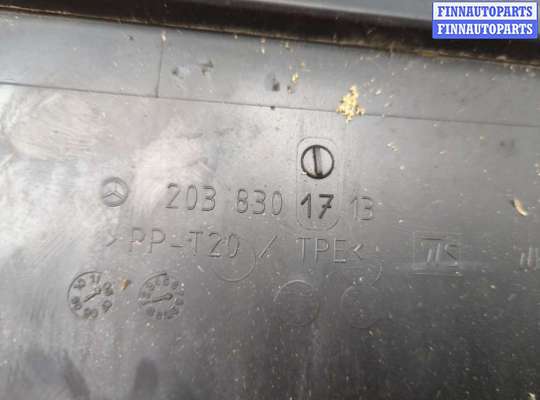 FINNAUTOPARTS
FINNAUTOPARTS
203 830 17 13
>PP-T20 / TPE<